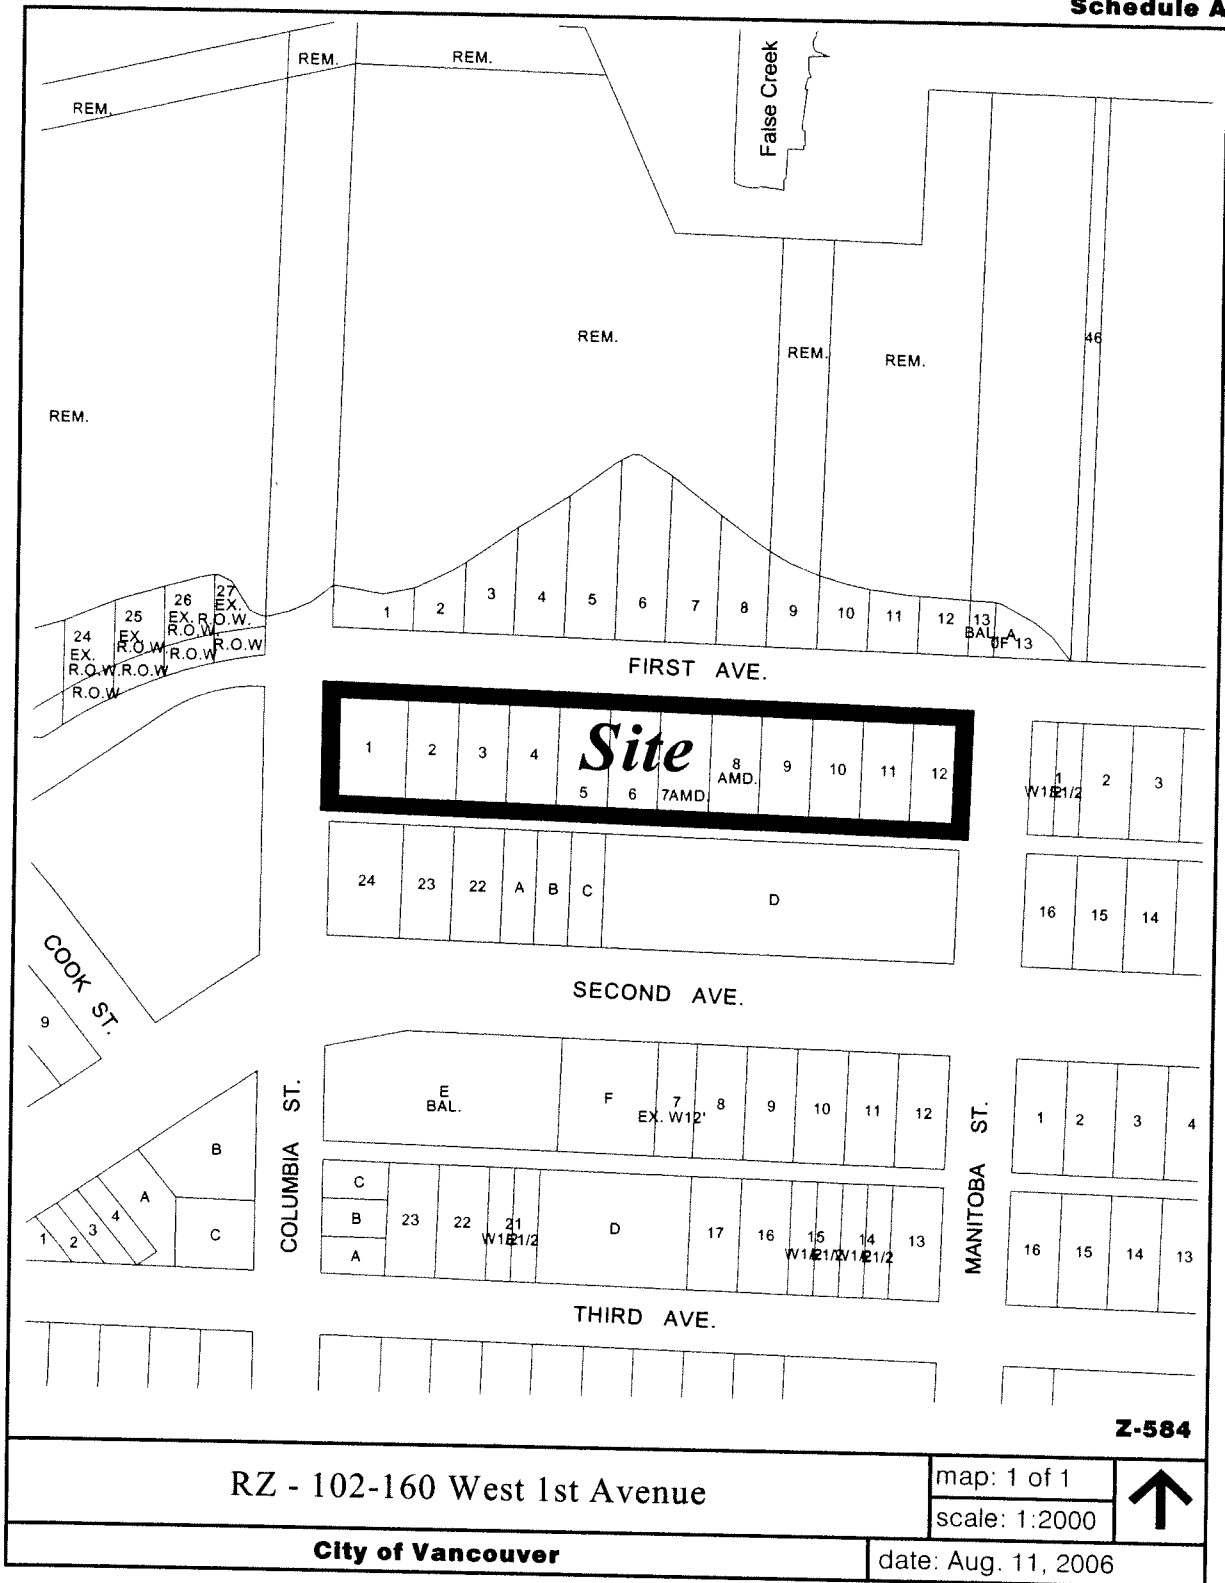 Schedule A
REM.
REM.
REM.
False Creek
REM.
REM.
REM.
46
REM.
24
EX.
R.O.W
R.O.W
25
EX.
R.O.W
R.O.W
26
EX.
R.O.W.
R.O.W
27
EX.
R.O.W.
R.O.W
1 2 3 4 5 6 7 8 9 10 11 12 13
BAL. A
OF 13
FIRST AVE.
Site
1 2 3 4 5 6 7AMD. 8 AMD. 9 10 11 12
1
W1/2 E1/2
2 3
24 23 22 A B C D
16 15 14
COOK ST.
SECOND AVE.
9
COLUMBIA ST.
E
BAL.
F
7
EX. W12'
8 9 10 11 12
MANITOBA ST.
1 2 3 4
B
A
C
1 2 3 4
C
B
A
23 22
21
W1/2 E1/2
D
17 16
15
W1/2 E1/2
14
W1/2 E1/2
13
16 15 14 13
THIRD AVE.
Z-584
RZ - 102-160 West 1st Avenue
map: 1 of 1
scale: 1:2000
City of Vancouver
date: Aug. 11, 2006